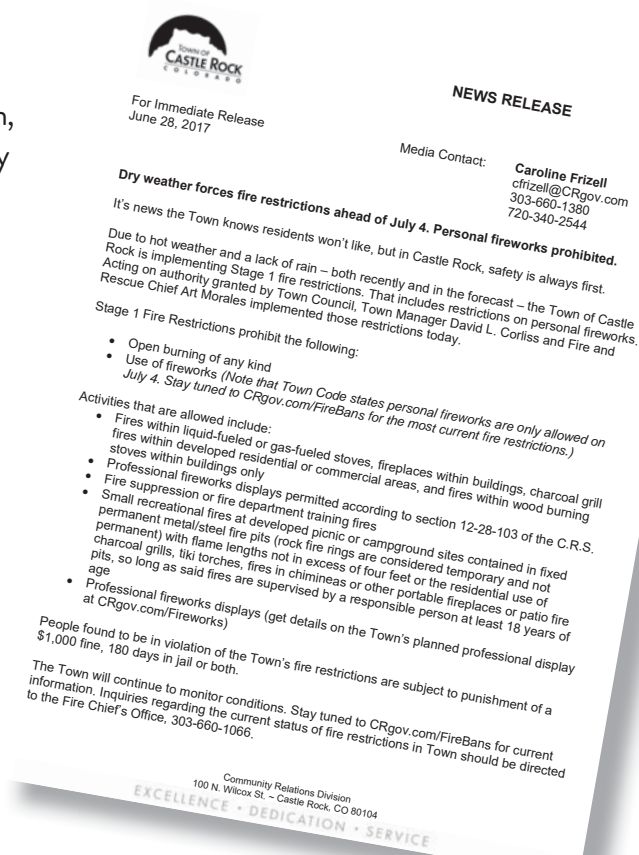 n,
y
TOWN OF
CASTLE ROCK
COLORADO
NEWS RELEASE
For Immediate Release
June 28, 2017
Media Contact:
Caroline Frizell
cfrizell@CRgov.com
303-660-1380
720-340-2544
Dry weather forces fire restrictions ahead of July 4. Personal fireworks prohibited.
It’s news the Town knows residents won’t like, but in Castle Rock, safety is always first.
Due to hot weather and a lack of rain – both recently and in the forecast – the Town of Castle
Rock is implementing Stage 1 fire restrictions. That includes restrictions on personal fireworks.
Acting on authority granted by Town Council, Town Manager David L. Corliss and Fire and
Rescue Chief Art Morales implemented those restrictions today.
Stage 1 Fire Restrictions prohibit the following:
• Open burning of any kind
• Use of fireworks (Note that Town Code states personal fireworks are only allowed on
July 4. Stay tuned to CRgov.com/FireBans for the most current fire restrictions.)
Activities that are allowed include:
• Fires within liquid-fueled or gas-fueled stoves, fireplaces within buildings, charcoal grill
fires within developed residential or commercial areas, and fires within wood burning
stoves within buildings only
• Professional fireworks displays permitted according to section 12-28-103 of the C.R.S.
• Fire suppression or fire department training fires
• Small recreational fires at developed picnic or campground sites contained in fixed
permanent metal/steel fire pits (rock fire rings are considered temporary and not
permanent) with flame lengths not in excess of four feet or the residential use of
charcoal grills, tiki torches, fires in chimineas or other portable fireplaces or patio fire
pits, so long as said fires are supervised by a responsible person at least 18 years of
age
• Professional fireworks displays (get details on the Town’s planned professional display
at CRgov.com/Fireworks)
People found to be in violation of the Town’s fire restrictions are subject to punishment of a
$1,000 fine, 180 days in jail or both.
The Town will continue to monitor conditions. Stay tuned to CRgov.com/FireBans for current
information. Inquiries regarding the current status of fire restrictions in Town should be directed
to the Fire Chief’s Office, 303-660-1066.
Community Relations Division
100 N. Wilcox St. ~ Castle Rock, CO 80104
EXCELLENCE • DEDICATION • SERVICE